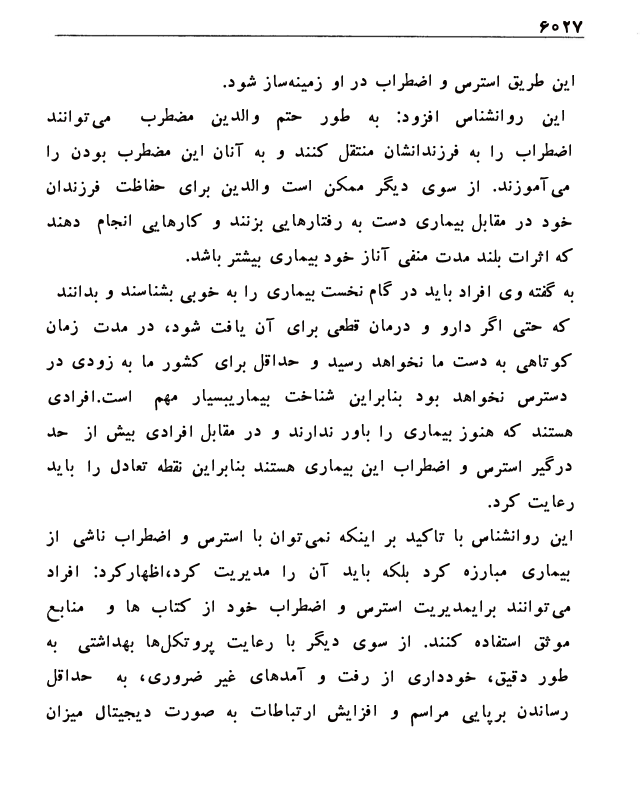 ۶۰۲۷
این طریق استرس و اضطراب در او زمینه‌ساز شود.
این روانشناس افزود: به طور حتم والدین مضطرب می‌توانند
اضطراب را به فرزندانشان منتقل کنند و به آنان این مضطرب بودن را
می‌آموزند. از سوی دیگر ممکن است والدین برای حفاظت فرزندان
خود در مقابل بیماری دست به رفتارهایی بزنند و کارهایی انجام دهند
که اثرات بلند مدت منفی آناز خود بیماری بیشتر باشد.
به گفته وی افراد باید در گام نخست بیماری را به خوبی بشناسند و بدانند
که حتی اگر دارو و درمان قطعی برای آن یافت شود، در مدت زمان
کوتاهی به دست ما نخواهد رسید و حداقل برای کشور ما به زودی در
دسترس نخواهد بود بنابراین شناخت بیماریبسیار مهم است.افرادی
هستند که هنوز بیماری را باور ندارند و در مقابل افرادی بیش از حد
درگیر استرس و اضطراب این بیماری هستند بنابراین نقطه تعادل را باید
رعایت کرد.
این روانشناس با تاکید بر اینکه نمی‌توان با استرس و اضطراب ناشی از
بیماری مبارزه کرد بلکه باید آن را مدیریت کرد،اظهارکرد: افراد
می‌توانند برایمدیریت استرس و اضطراب خود از کتاب ها و منابع
موثق استفاده کنند. از سوی دیگر با رعایت پروتکل‌ها بهداشتی به
طور دقیق، خودداری از رفت و آمدهای غیر ضروری، به حداقل
رساندن برپایی مراسم و افزایش ارتباطات به صورت دیجیتال میزان